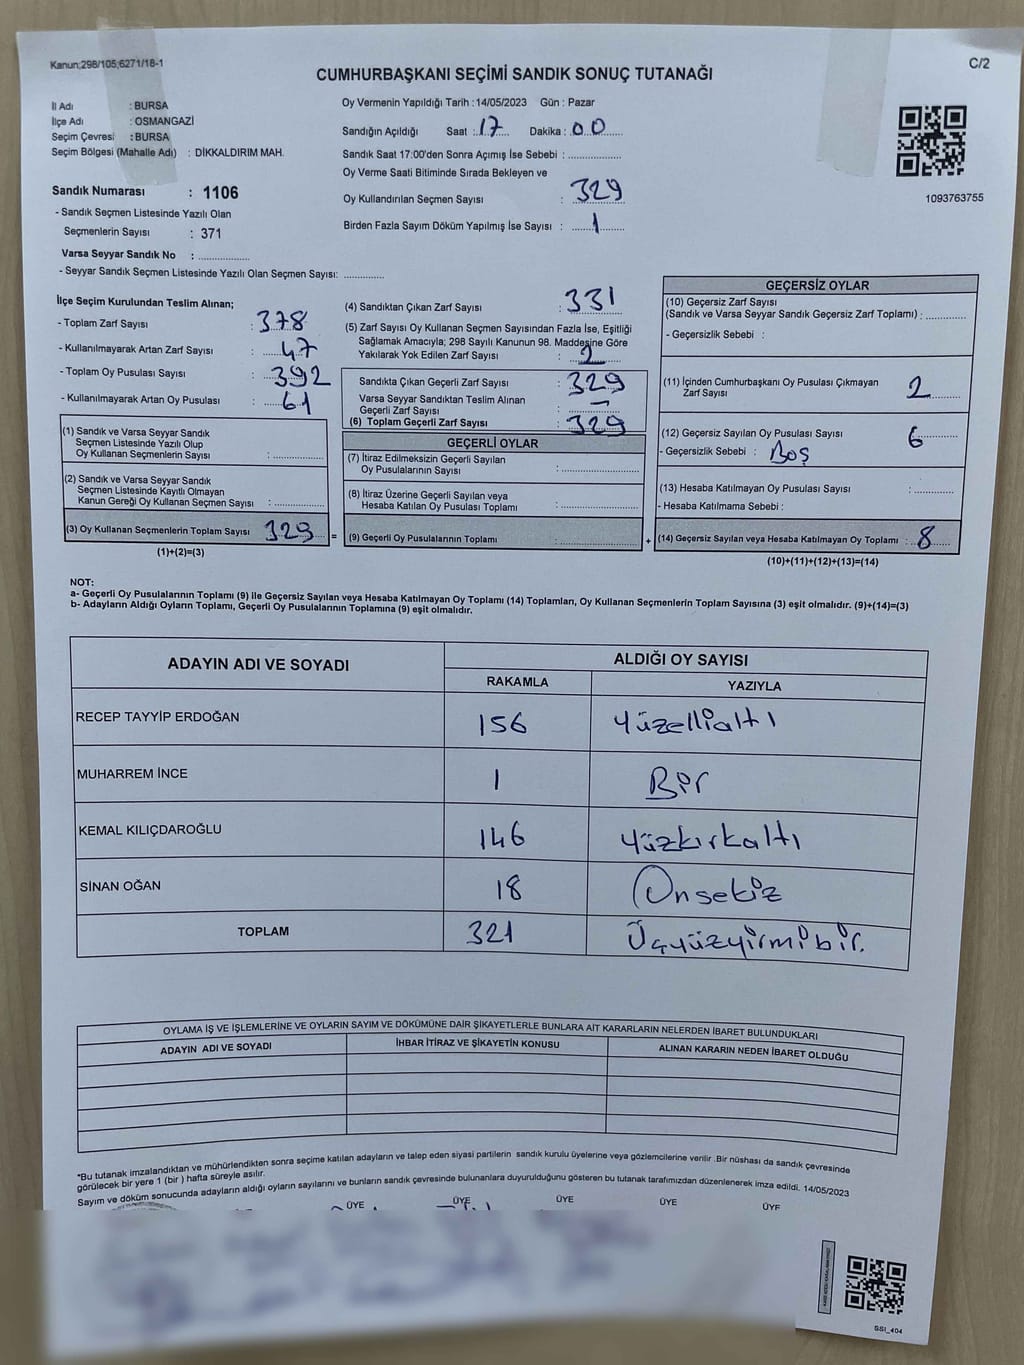 Kanun;298/105;6271/18-1
C/2
CUMHURBAŞKANI SEÇİMİ SANDIK SONUÇ TUTANAĞI
İl Adı : BURSA
İlçe Adı : OSMANGAZİ
Seçim Çevresi : BURSA
Seçim Bölgesi (Mahalle Adı) : DİKKALDIRIM MAH.
Sandık Numarası : 1106
- Sandık Seçmen Listesinde Yazılı Olan
Seçmenlerin Sayısı : 371
Varsa Seyyar Sandık No : ................
- Seyyar Sandık Seçmen Listesinde Yazılı Olan Seçmen Sayısı: ............
Oy Vermenin Yapıldığı Tarih : 14/05/2023 Gün : Pazar
Sandığın Açıldığı Saat : 17 Dakika : 00
Sandık Saat 17:00'den Sonra Açımış İse Sebebi : ................
Oy Verme Saati Bitiminde Sırada Bekleyen ve
Oy Kullandırılan Seçmen Sayısı : 329
Birden Fazla Sayım Döküm Yapılmış İse Sayısı : 1
1093763755
İlçe Seçim Kurulundan Teslim Alınan;
- Toplam Zarf Sayısı : 378
- Kullanılmayarak Artan Zarf Sayısı : 47
- Toplam Oy Pusulası Sayısı : 392
- Kullanılmayarak Artan Oy Pusulası : 61
(1) Sandık ve Varsa Seyyar Sandık
Seçmen Listesinde Yazılı Olup
Oy Kullanan Seçmenlerin Sayısı : ................
(2) Sandık ve Varsa Seyyar Sandık
Seçmen Listesinde Kayıtlı Olmayan
Kanun Gereği Oy Kullanan Seçmen Sayısı : ................
(3) Oy Kullanan Seçmenlerin Toplam Sayısı 329
(1)+(2)=(3)
=
(4) Sandıktan Çıkan Zarf Sayısı : 331
(5) Zarf Sayısı Oy Kullanan Seçmen Sayısından Fazla İse, Eşitliği
Sağlamak Amacıyla; 298 Sayılı Kanunun 98. Maddesine Göre
Yakılarak Yok Edilen Zarf Sayısı : 2
Sandıkta Çıkan Geçerli Zarf Sayısı : 329
Varsa Seyyar Sandıktan Teslim Alınan
Geçerli Zarf Sayısı : –
(6) Toplam Geçerli Zarf Sayısı : 329
GEÇERLİ OYLAR
(7) İtiraz Edilmeksizin Geçerli Sayılan
Oy Pusulalarının Sayısı : ................
(8) İtiraz Üzerine Geçerli Sayılan veya
Hesaba Katılan Oy Pusulası Toplamı : ................
(9) Geçerli Oy Pusulalarının Toplamı : ................
+
GEÇERSİZ OYLAR
(10) Geçersiz Zarf Sayısı
(Sandık ve Varsa Seyyar Sandık Geçersiz Zarf Toplamı) : ............
- Geçersizlik Sebebi :
(11) İçinden Cumhurbaşkanı Oy Pusulası Çıkmayan
Zarf Sayısı 2
(12) Geçersiz Sayılan Oy Pusulası Sayısı 6
- Geçersizlik Sebebi : Boş
(13) Hesaba Katılmayan Oy Pusulası Sayısı : ............
- Hesaba Katılmama Sebebi :
(14) Geçersiz Sayılan veya Hesaba Katılmayan Oy Toplamı : 8
(10)+(11)+(12)+(13)=(14)
NOT:
a- Geçerli Oy Pusulalarının Toplamı (9) ile Geçersiz Sayılan ve Hesaba Katılmayan Oy Toplamı (14) Toplamları, Oy Kullanan Seçmenlerin Toplam Sayısına (3) eşit olmalıdır. (9)+(14)=(3)
b- Adayların Aldığı Oyların Toplamı, Geçerli Oy Pusulalarının Toplamına (9) eşit olmalıdır.
ADAYIN ADI VE SOYADI ALDIĞI OY SAYISI
RAKAMLA YAZIYLA
RECEP TAYYİP ERDOĞAN 156 Yüzellialtı
MUHARREM İNCE 1 Bir
KEMAL KILIÇDAROĞLU 146 Yüzkırkaltı
SİNAN OĞAN 18 Onsekiz
TOPLAM 321 Üçyüzyirmibir.
OYLAMA İŞ VE İŞLEMLERİNE VE OYLARIN SAYIM VE DÖKÜMÜNE DAİR ŞİKAYETLERLE BUNLARA AİT KARARLARIN NELERDEN İBARET BULUNDUKLARI
ADAYIN ADI VE SOYADI İHBAR İTİRAZ VE ŞİKAYETİN KONUSU ALINAN KARARIN NEDEN İBARET OLDUĞU
*Bu tutanak imzalandıktan ve mühürlendikten sonra seçime katılan adayların ve talep eden siyasi partilerin sandık kurulu üyelerine veya gözlemcilerine verilir .Bir nüshası da sandık çevresinde
görülecek bir yere 1 (bir ) hafta süreyle asılır.
Sayım ve döküm sonucunda adayların aldığı oyların sayılarını ve bunların sandık çevresinde bulunanlara duyurulduğunu gösteren bu tutanak tarafımızdan düzenlenerek imza edildi. 14/05/2023
ÜYE ÜYE ÜYE ÜYE ÜYE
GSI_404